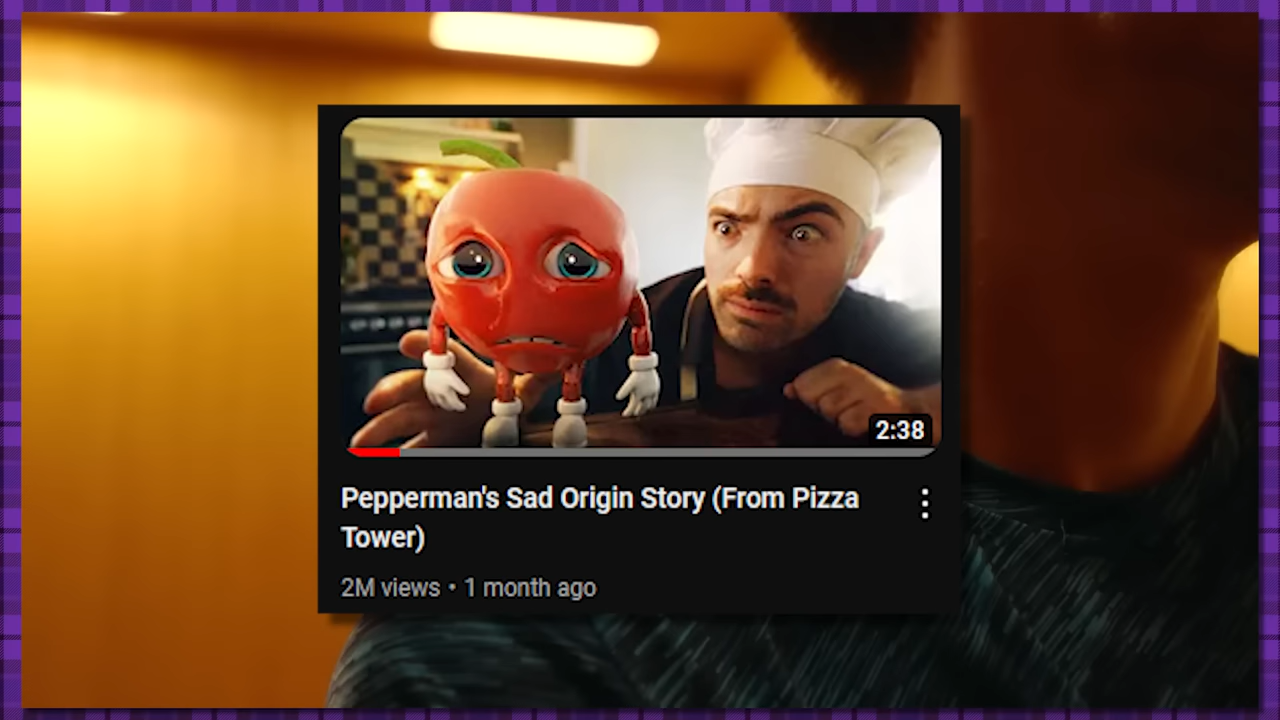 2:38
Pepperman's Sad Origin Story (From Pizza
Tower)
2M views • 1 month ago